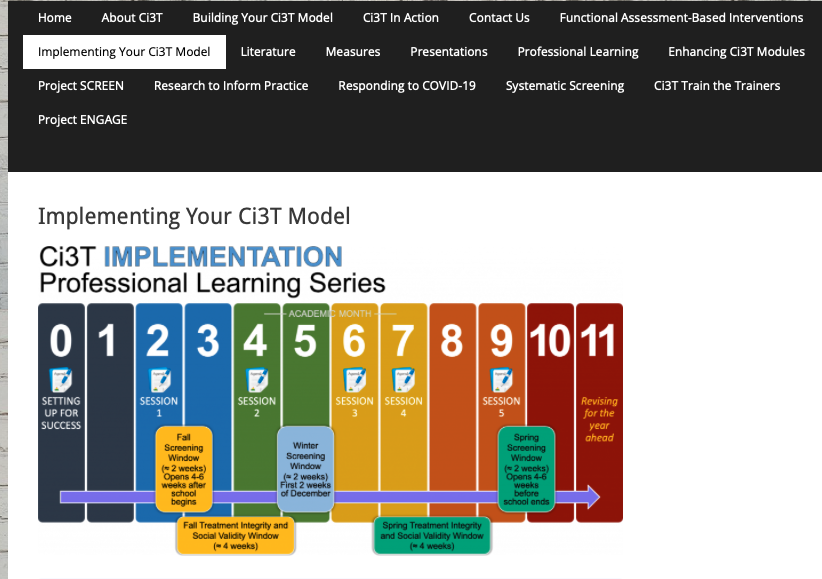 Home About Ci3T Building Your Ci3T Model Ci3T In Action Contact Us Functional Assessment-Based Interventions
Implementing Your Ci3T Model Literature Measures Presentations Professional Learning Enhancing Ci3T Modules
Project SCREEN Research to Inform Practice Responding to COVID-19 Systematic Screening Ci3T Train the Trainers
Project ENGAGE
Implementing Your Ci3T Model
Ci3T IMPLEMENTATION
Professional Learning Series
ACADEMIC MONTH
0 1 2 3 4 5 6 7 8 9 10 11
SETTING
UP FOR
SUCCESS
SESSION
1
SESSION
2
SESSION
3
SESSION
4
SESSION
5
Revising
for the
year
ahead
Fall
Screening
Window
(≈ 2 weeks)
Opens 4-6
weeks after
school
begins
Winter
Screening
Window
(≈ 2 weeks)
First 2 weeks
of December
Spring
Screening
Window
(≈ 2 weeks)
Opens 4-6
weeks
before
school ends
Fall Treatment Integrity and
Social Validity Window
(≈ 4 weeks)
Spring Treatment Integrity
and Social Validity Window
(≈ 4 weeks)